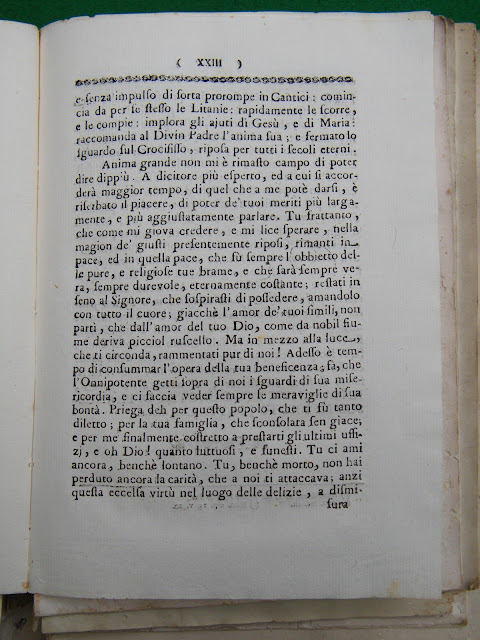 ( XXIII )
e senza impulso di sorta prorompe in Cantici: comin-
cia da per se stesso le Litanie: rapidamente le scorre,
e le compie: implora gli ajuti di Gesù, e di Maria:
raccomanda al Divin Padre l'anima sua; e fermato lo
sguardo sul Crocifisso, riposa per tutti i secoli eterni.
Anima grande non mi è rimasto campo di poter
dire dippiù. A dicitore più esperto, ed a cui si accor-
derà maggior tempo, di quel che a me potè darsi, è
riserbato il piacere, di poter de' tuoi meriti più larga-
mente, e più aggiustatamente parlare. Tu frattanto,
che come mi giova credere, e mi lice sperare, nella
magion de' giusti presentemente riposi, rimanti in
pace, ed in quella pace, che fù sempre l'obbietto del-
le pure, e religiose tue brame, e che farà sempre ve-
ra, sempre durevole, eternamente costante; restati in
seno al Signore, che sospirasti di possedere, amandolo
con tutto il cuore; giacchè l'amor de' tuoi simili, non
partì, che dall'amor del tuo Dio, come da nobil fiu-
me deriva picciol ruscello. Ma in mezzo alla luce,
che ti circonda, rammentati pur di noi! Adesso è tem-
po di consummar l'opera della tua beneficenza; fa, che
l'Onnipotente getti sopra di noi i sguardi di sua mise-
ricordia, e ci faccia veder sempre le meraviglie di sua
bontà. Priega deh per questo popolo, che ti fù tanto
diletto; per la tua famiglia, che sconsolata sen giace;
e per me finalmente costretto a prestarti gli ultimi uffi-
zj, e oh Dio! quanto luttuosi, e funesti. Tu ci ami
ancora, benchè lontano. Tu, benchè morto, non hai
perduto ancora la carità, che a noi ti attaccava; anzi
questa eccelsa virtù nel luogo delle delizie, a dismi-
sura